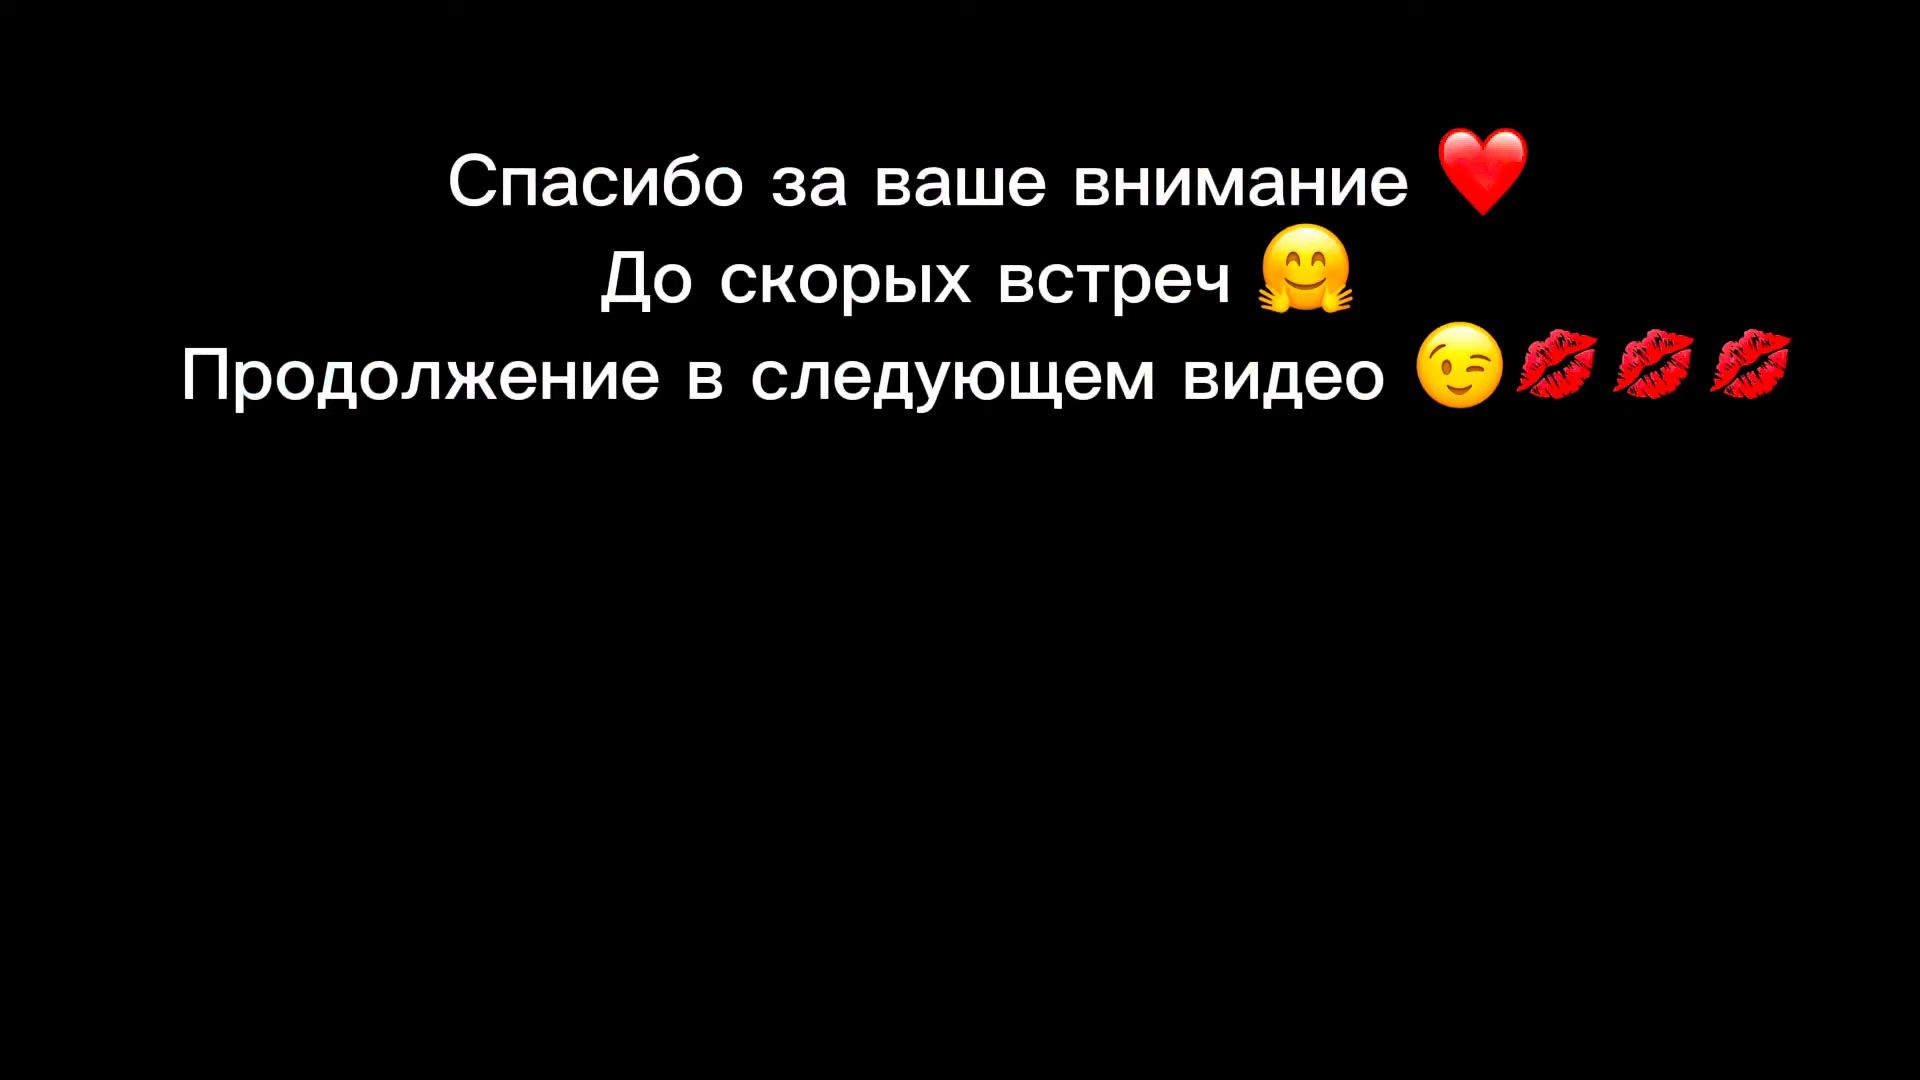 Спасибо за ваше внимание ❤️
До скорых встреч 🤗
Продолжение в следующем видео 😉💋💋💋